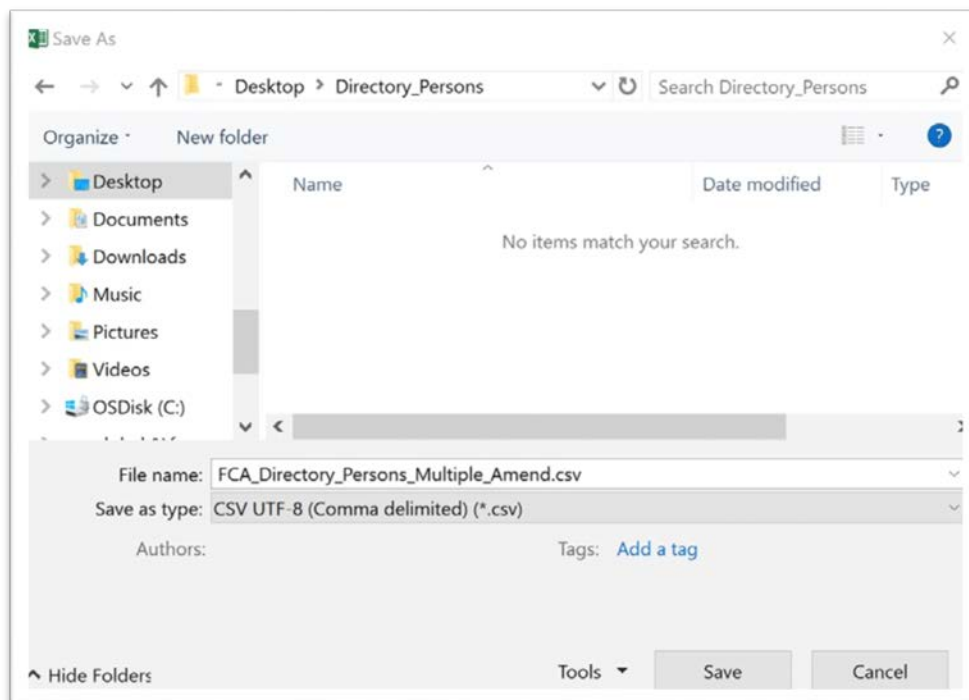 Save As
Desktop > Directory_Persons
Search Directory_Persons
Organize
New folder
?
Name
Date modified
Type
No items match your search.
Desktop
Documents
Downloads
Music
Pictures
Videos
OSDisk (C:)
File name: FCA_Directory_Persons_Multiple_Amend.csv
Save as type: CSV UTF-8 (Comma delimited) (*.csv)
Authors:
Tags: Add a tag
Hide Folders
Tools
Save
Cancel